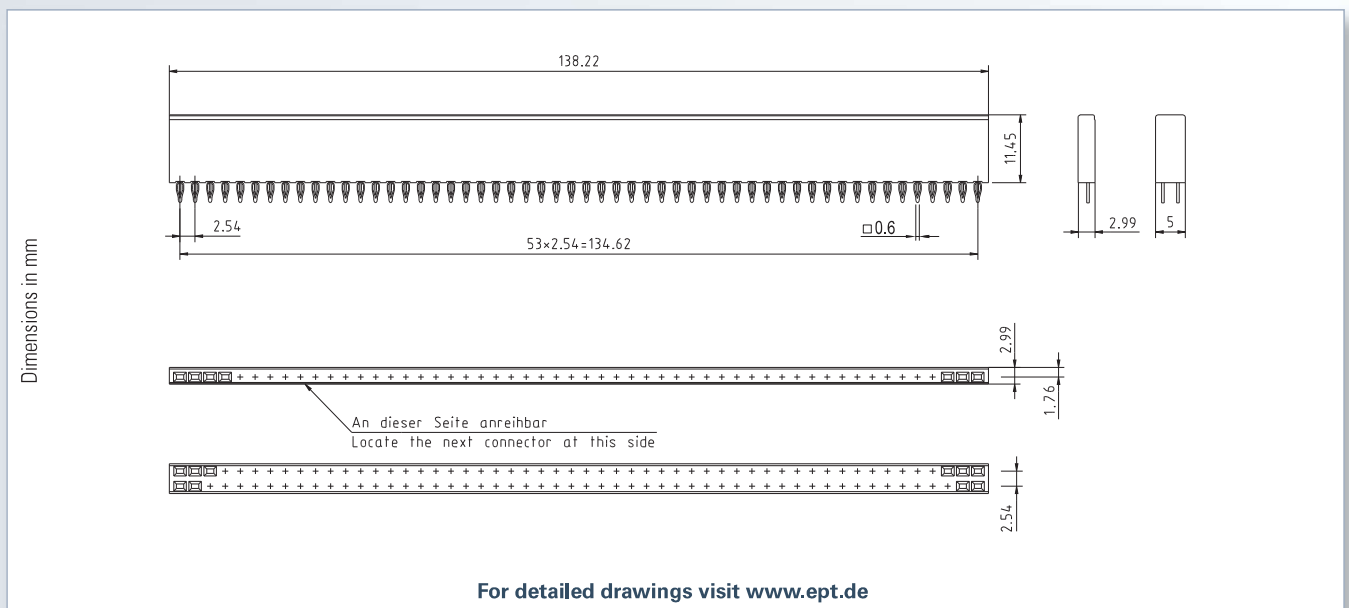 138.22
11.45
2.54
□0.6
53×2.54=134.62
2.99
5
Dimensions in mm
2.99
1.76
An dieser Seite anreihbar
Locate the next connector at this side
2.54
For detailed drawings visit www.ept.de